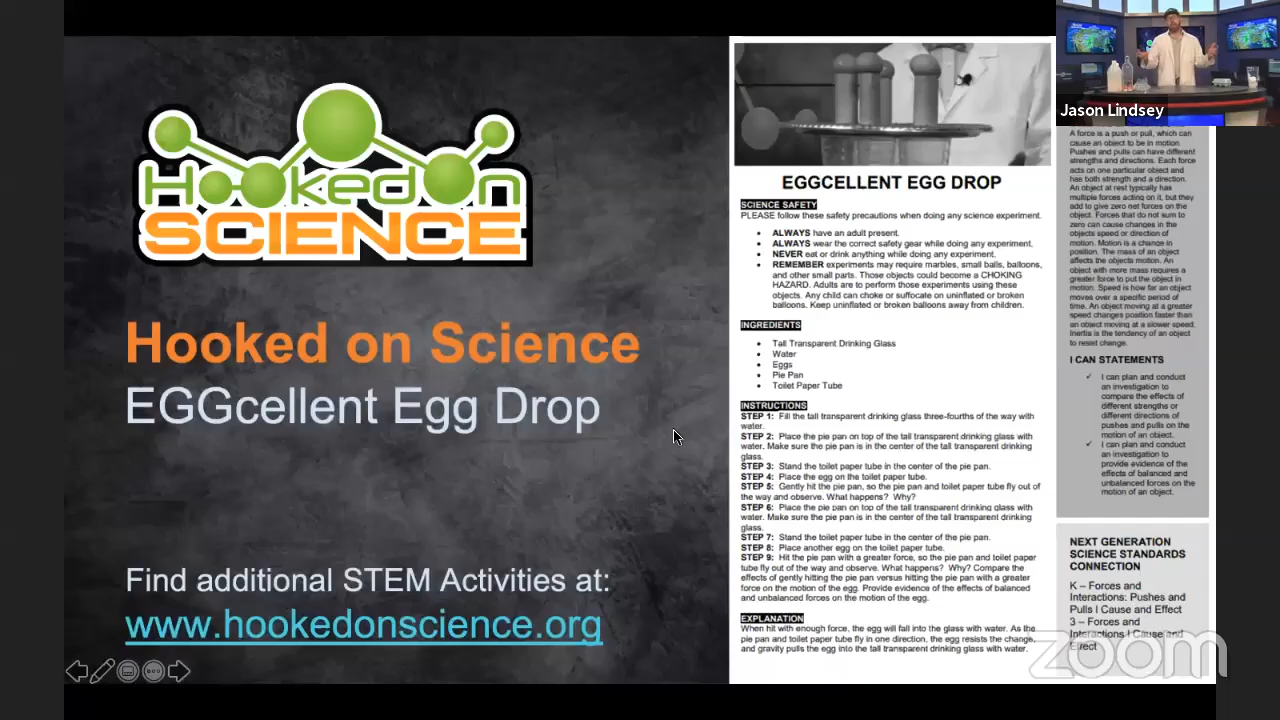 Hooked on
SCIENCE
Hooked on Science
EGGcellent Egg Drop
Find additional STEM Activities at:
www.hookedonscience.org
EGGCELLENT EGG DROP
SCIENCE SAFETY
PLEASE follow these safety precautions when doing any science experiment.
• ALWAYS have an adult present.
• ALWAYS wear the correct safety gear while doing any experiment.
• NEVER eat or drink anything while doing any experiment.
• REMEMBER experiments may require marbles, small balls, balloons,
and other small parts. Those objects could become a CHOKING
HAZARD. Adults are to perform those experiments using these
objects. Any child can choke or suffocate on uninflated or broken
balloons. Keep uninflated or broken balloons away from children.
INGREDIENTS
• Tall Transparent Drinking Glass
• Water
• Eggs
• Pie Pan
• Toilet Paper Tube
INSTRUCTIONS
STEP 1: Fill the tall transparent drinking glass three-fourths of the way with
water.
STEP 2: Place the pie pan on top of the tall transparent drinking glass with
water. Make sure the pie pan is in the center of the tall transparent drinking
glass.
STEP 3: Stand the toilet paper tube in the center of the pie pan.
STEP 4: Place the egg on the toilet paper tube.
STEP 5: Gently hit the pie pan, so the pie pan and toilet paper tube fly out of
the way and observe. What happens? Why?
STEP 6: Place the pie pan on top of the tall transparent drinking glass with
water. Make sure the pie pan is in the center of the tall transparent drinking
glass.
STEP 7: Stand the toilet paper tube in the center of the pie pan.
STEP 8: Place another egg on the toilet paper tube.
STEP 9: Hit the pie pan with a greater force, so the pie pan and toilet paper
tube fly out of the way and observe. What happens? Why? Compare the
effects of gently hitting the pie pan versus hitting the pie pan with a greater
force on the motion of the egg. Provide evidence of the effects of balanced
and unbalanced forces on the motion of the egg.
EXPLANATION
When hit with enough force, the egg will fall into the glass with water. As the
pie pan and toilet paper tube fly in one direction, the egg resists the change,
and gravity pulls the egg into the tall transparent drinking glass with water.
Jason Lindsey
A force is a push or pull, which can
cause an object to be in motion.
Pushes and pulls can have different
strengths and directions. Each force
acts on one particular object and
has both strength and a direction.
An object at rest typically has
multiple forces acting on it, but they
add to give zero net forces on the
object. Forces that do not sum to
zero can cause changes in the
objects speed or direction of
motion. Motion is a change in
position. The mass of an object
affects the objects motion. An
object with more mass requires a
greater force to put the object in
motion. Speed is how far an object
moves over a specific period of
time. An object moving at a greater
speed changes position faster than
an object moving at a slower speed.
Inertia is the tendency of an object
to resist change.
I CAN STATEMENTS
✓ I can plan and conduct
an investigation to
compare the effects of
different strengths or
different directions of
pushes and pulls on the
motion of an object.
✓ I can plan and conduct
an investigation to
provide evidence of the
effects of balanced and
unbalanced forces on the
motion of an object.
NEXT GENERATION
SCIENCE STANDARDS
CONNECTION
K – Forces and
Interactions: Pushes and
Pulls I Cause and Effect
3 – Forces and
Interactions I Cause and
Effect
zoom